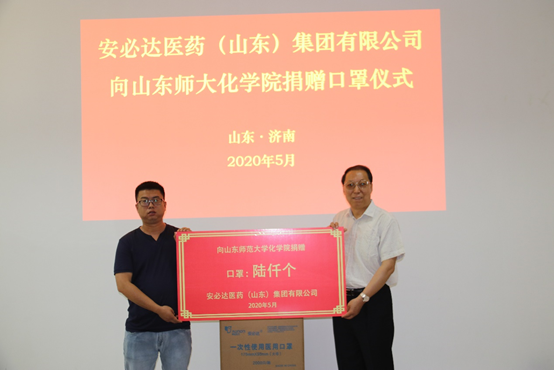 安必达医药（山东）集团有限公司
向山东师大化学院捐赠口罩仪式
山东·济南
2020年5月
向山东师范大学化学院捐赠
口罩：陆仟个
安必达医药（山东）集团有限公司
2020年5月
一次性使用医用口罩